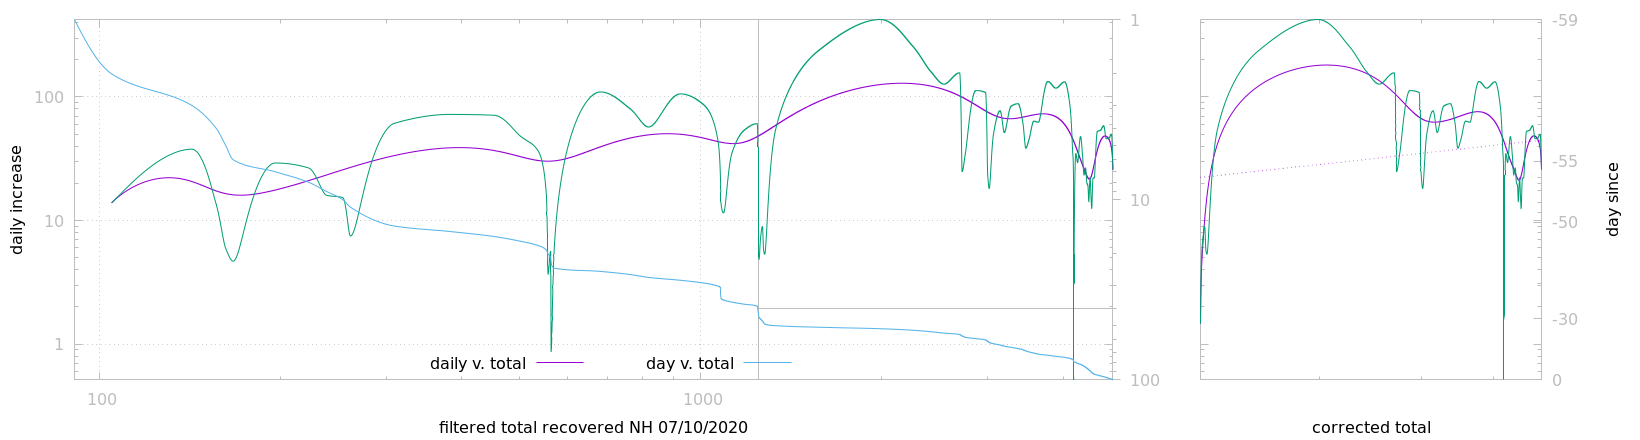 daily increase
100
10
1
100
1000
daily v. total
day v. total
1
10
100
filtered total recovered NH 07/10/2020
-59
-55
-50
-30
0
day since
corrected total